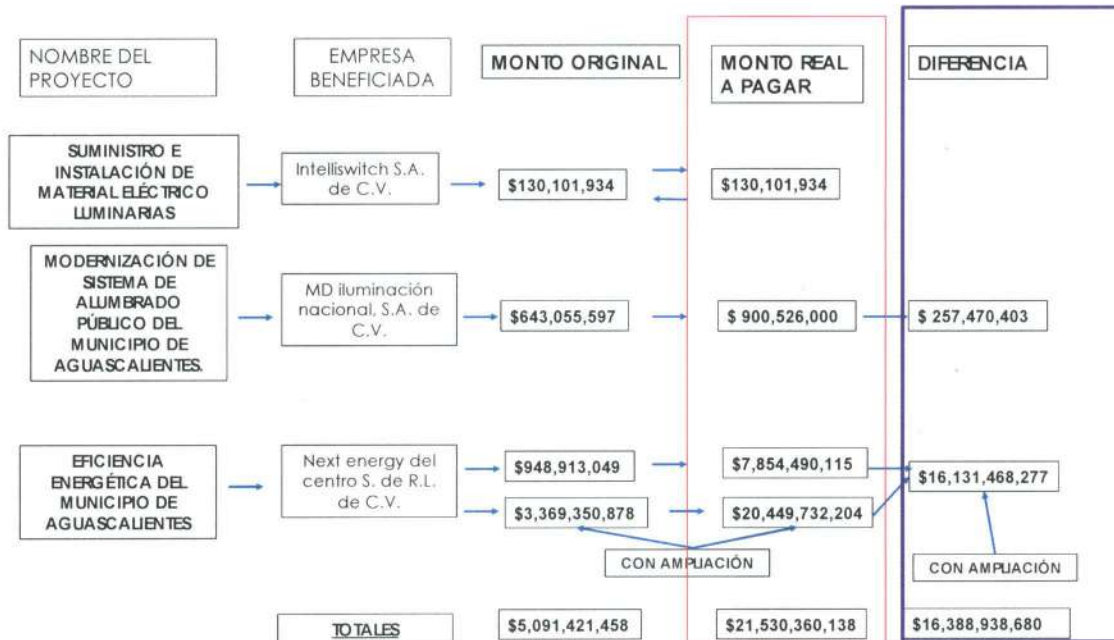 NOMBRE DEL
PROYECTO
EMPRESA
BENEFICIADA
MONTO ORIGINAL
MONTO REAL
A PAGAR
DIFERENCIA
SUMINISTRO E
INSTALACIÓN DE
MATERIAL ELÉCTRICO
LUMINARIAS
Intelliswitch S.A.
de C.V.
$130,101,934
$130,101,934
MODERNIZACIÓN DE
SISTEMA DE
ALUMBRADO
PÚBLICO DEL
MUNICIPIO DE
AGUASCALIENTES.
MD iluminación
nacional, S.A. de
C.V.
$643,055,597
$ 900,526,000
$ 257,470,403
EFICIENCIA
ENERGÉTICA DEL
MUNICIPIO DE
AGUASCALIENTES
Next energy del
centro S. de R.L.
de C.V.
$948,913,049
$7,854,490,115
$16,131,468,277
$3,369,350,878
$20,449,732,204
CON AMPLIACIÓN
CON AMPLIACIÓN
TOTALES
$5,091,421,458
$21,530,360,138
$16,388,938,680